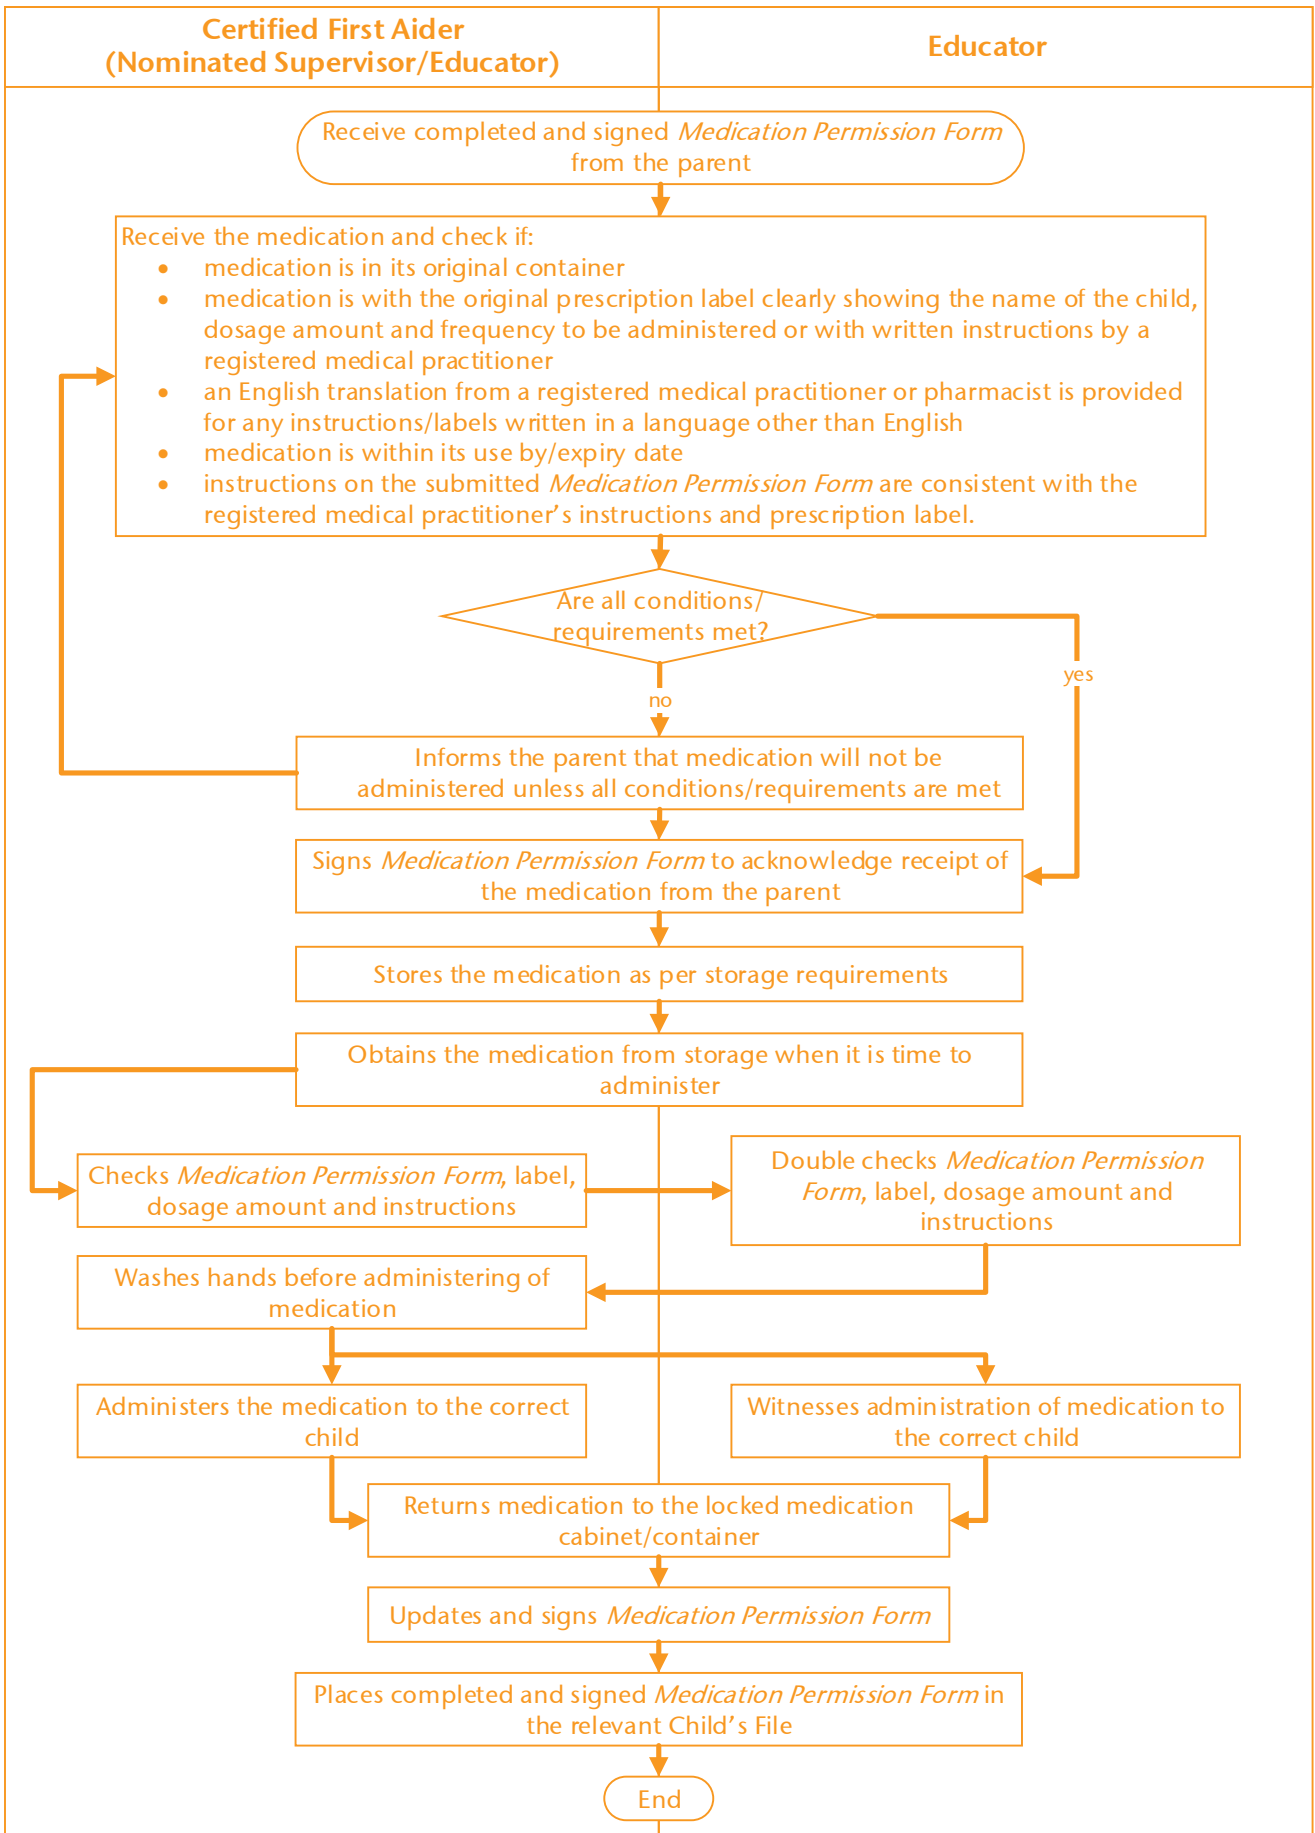 Certified First Aider
(Nominated Supervisor/Educator)
Educator
Receive completed and signed Medication Permission Form
from the parent
Receive the medication and check if:
• medication is in its original container
• medication is with the original prescription label clearly showing the name of the child,
dosage amount and frequency to be administered or with written instructions by a
registered medical practitioner
• an English translation from a registered medical practitioner or pharmacist is provided
for any instructions/labels written in a language other than English
• medication is within its use by/expiry date
• instructions on the submitted Medication Permission Form are consistent with the
registered medical practitioner’s instructions and prescription label.
Are all conditions/
requirements met?
yes
no
Informs the parent that medication will not be
administered unless all conditions/requirements are met
Signs Medication Permission Form to acknowledge receipt of
the medication from the parent
Stores the medication as per storage requirements
Obtains the medication from storage when it is time to
administer
Checks Medication Permission Form, label,
dosage amount and instructions
Double checks Medication Permission
Form, label, dosage amount and
instructions
Washes hands before administering of
medication
Administers the medication to the correct
child
Witnesses administration of medication to
the correct child
Returns medication to the locked medication
cabinet/container
Updates and signs Medication Permission Form
Places completed and signed Medication Permission Form in
the relevant Child’s File
End